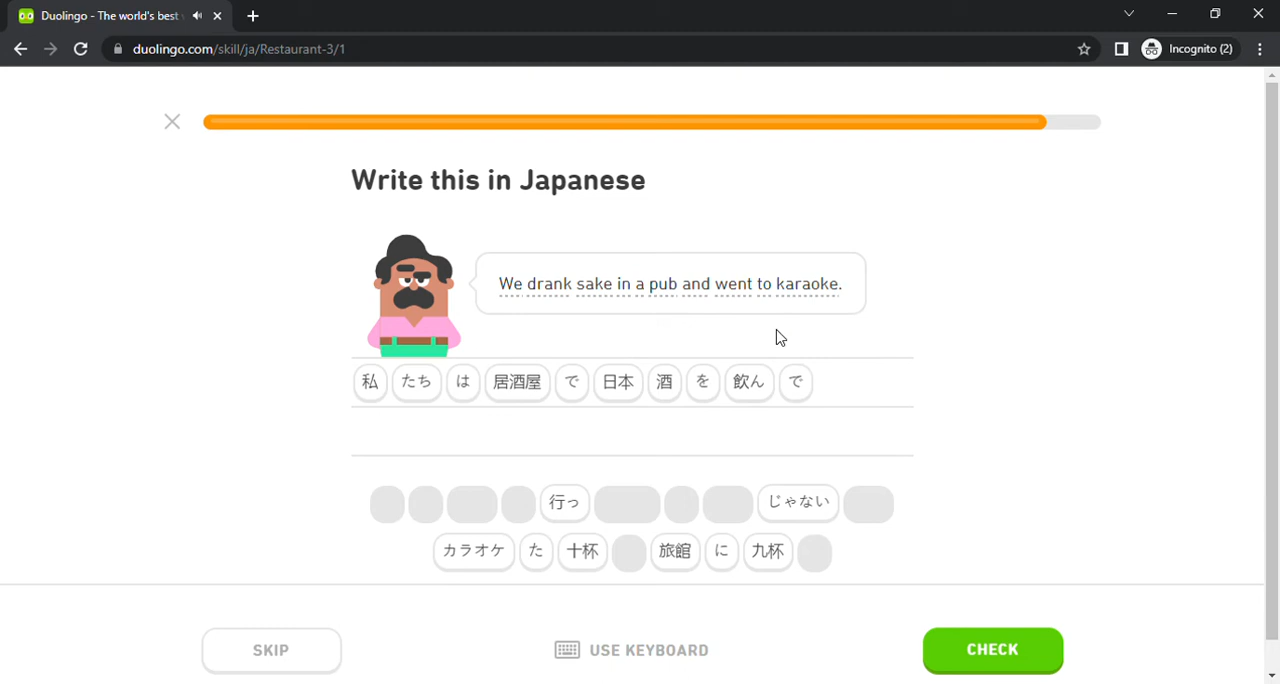 Duolingo - The world's best
duolingo.com/skill/ja/Restaurant-3/1
Incognito (2)
Write this in Japanese
We drank sake in a pub and went to karaoke.
私 たち は 居酒屋 で 日本 酒 を 飲ん で
行っ じゃない
カラオケ た 十杯 旅館 に 九杯
SKIP
USE KEYBOARD
CHECK